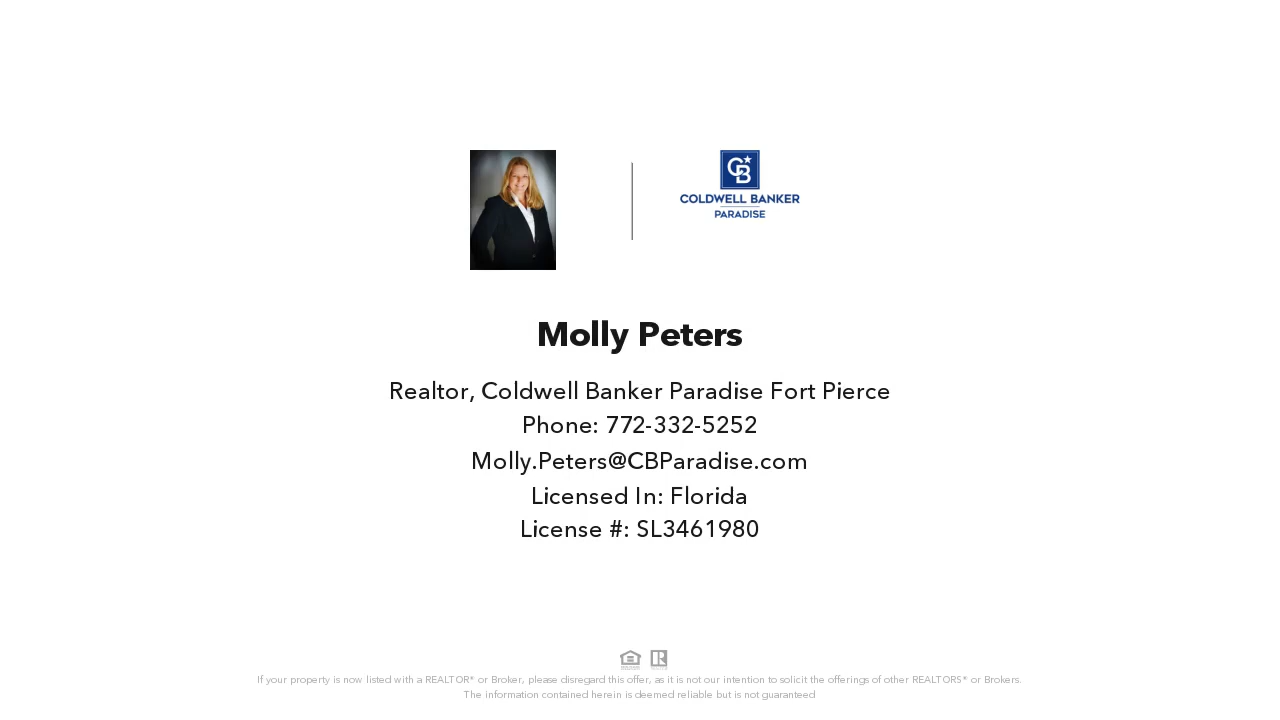 CB
COLDWELL BANKER
PARADISE
Molly Peters
Realtor, Coldwell Banker Paradise Fort Pierce
Phone: 772-332-5252
Molly.Peters@CBParadise.com
Licensed In: Florida
License #: SL3461980
If your property is now listed with a REALTOR® or Broker, please disregard this offer, as it is not our intention to solicit the offerings of other REALTORS® or Brokers.
The information contained herein is deemed reliable but is not guaranteed